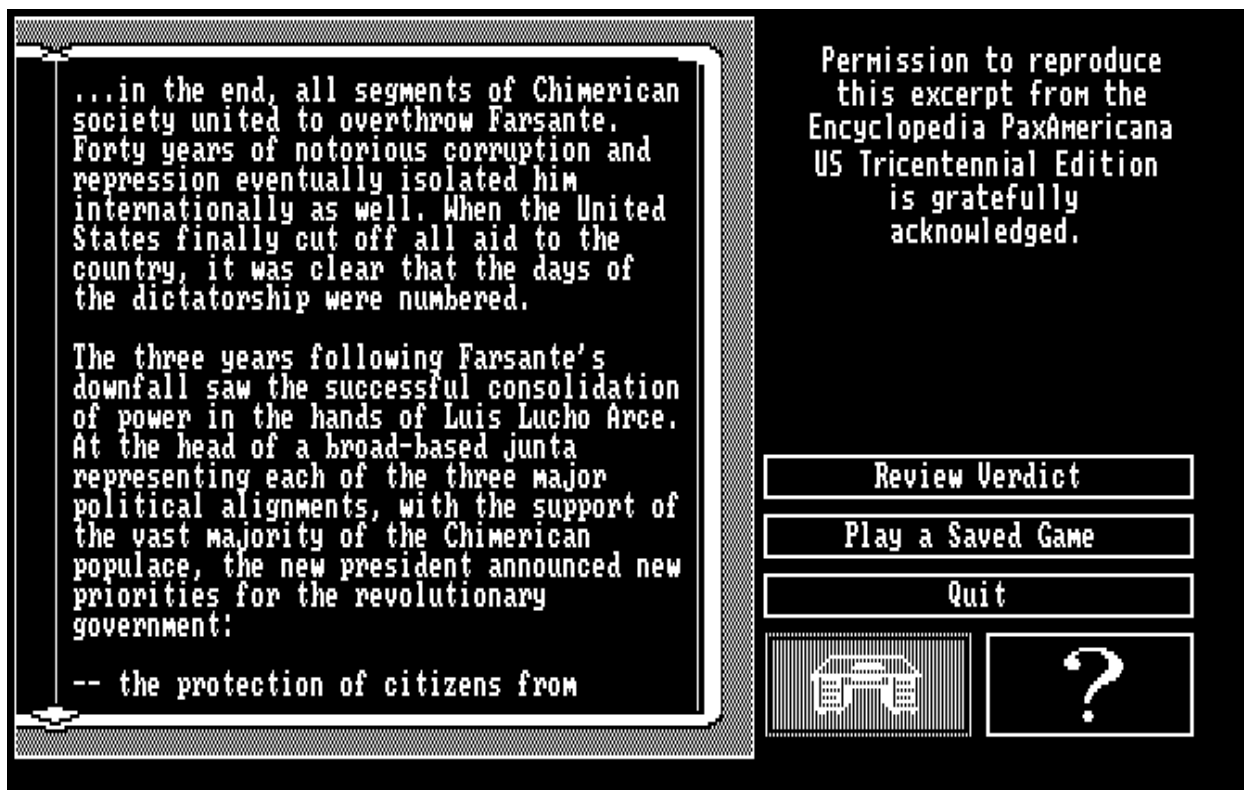 ...in the end, all segments of Chimerican
society united to overthrow Farsante.
Forty years of notorious corruption and
repression eventually isolated him
internationally as well. When the United
States finally cut off all aid to the
country, it was clear that the days of
the dictatorship were numbered.
The three years following Farsante's
downfall saw the successful consolidation
of power in the hands of Luis Lucho Arce.
At the head of a broad-based junta
representing each of the three major
political alignments, with the support of
the vast majority of the Chimerican
populace, the new president announced new
priorities for the revolutionary
government:
-- the protection of citizens from
Permission to reproduce
this excerpt from the
Encyclopedia PaxAmericana
US Tricentennial Edition
is gratefully
acknowledged.
Review Verdict
Play a Saved Game
Quit
?